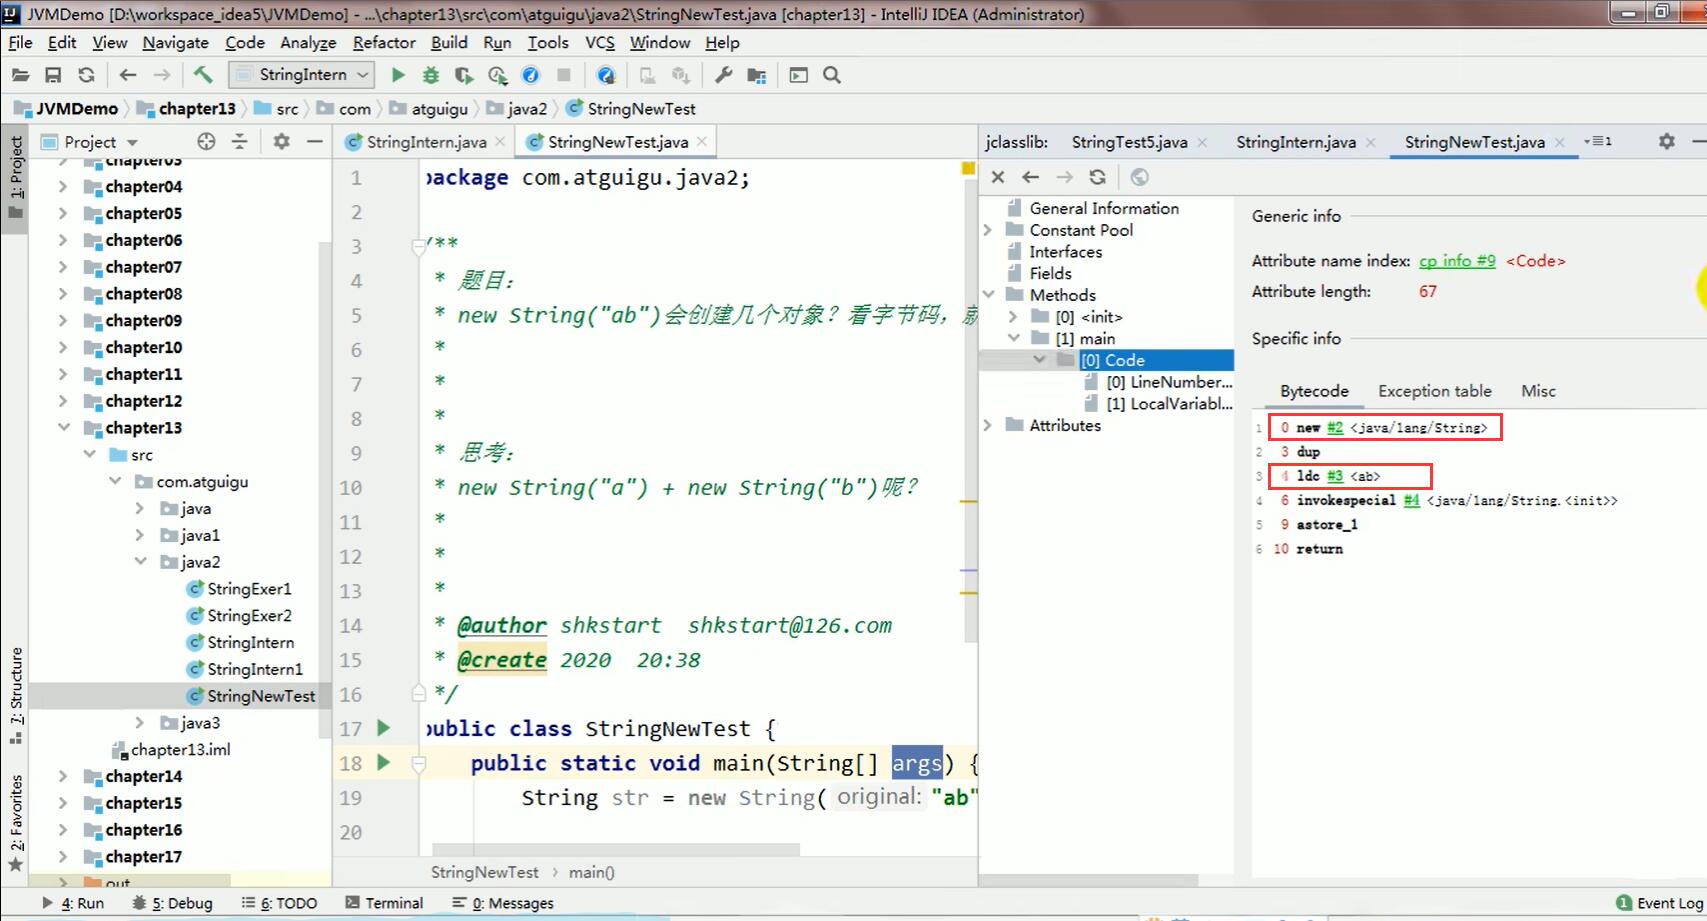 JVMDemo [D:\workspace_idea5\JVMDemo] - ...\chapter13\src\com\atguigu\java2\StringNewTest.java [chapter13] - IntelliJ IDEA (Administrator)
File Edit View Navigate Code Analyze Refactor Build Run Tools VCS Window Help
StringIntern
JVMDemo chapter13 src com atguigu java2 StringNewTest
1: Project
7: Structure
2: Favorites
Project
chapter03
chapter04
chapter05
chapter06
chapter07
chapter08
chapter09
chapter10
chapter11
chapter12
chapter13
src
com.atguigu
java
java1
java2
StringExer1
StringExer2
StringIntern
StringIntern1
StringNewTest
java3
chapter13.iml
chapter14
chapter15
chapter16
chapter17
out
StringIntern.java StringNewTest.java
1 package com.atguigu.java2;
2
3 /**
4 * 题目：
5 * new String("ab")会创建几个对象？看字节码，就
6 *
7 *
8 *
9 * 思考：
10 * new String("a") + new String("b")呢？
11 *
12 *
13 *
14 * @author shkstart shkstart@126.com
15 * @create 2020 20:38
16 */
17 public class StringNewTest {
18 public static void main(String[] args) {
19 String str = new String( original: "ab"
20
StringNewTest > main()
jclasslib: StringTest5.java StringIntern.java StringNewTest.java 1
General Information
Constant Pool
Interfaces
Fields
Methods
[0] <init>
[1] main
[0] Code
[0] LineNumber...
[1] LocalVariabl...
Attributes
Generic info
Attribute name index: cp info #9 <Code>
Attribute length: 67
Specific info
Bytecode Exception table Misc
1 0 new #2 <java/lang/String>
2 3 dup
3 4 ldc #3 <ab>
4 6 invokespecial #4 <java/lang/String.<init>>
5 9 astore_1
6 10 return
4: Run 5: Debug 6: TODO Terminal 0: Messages 1 Event Log